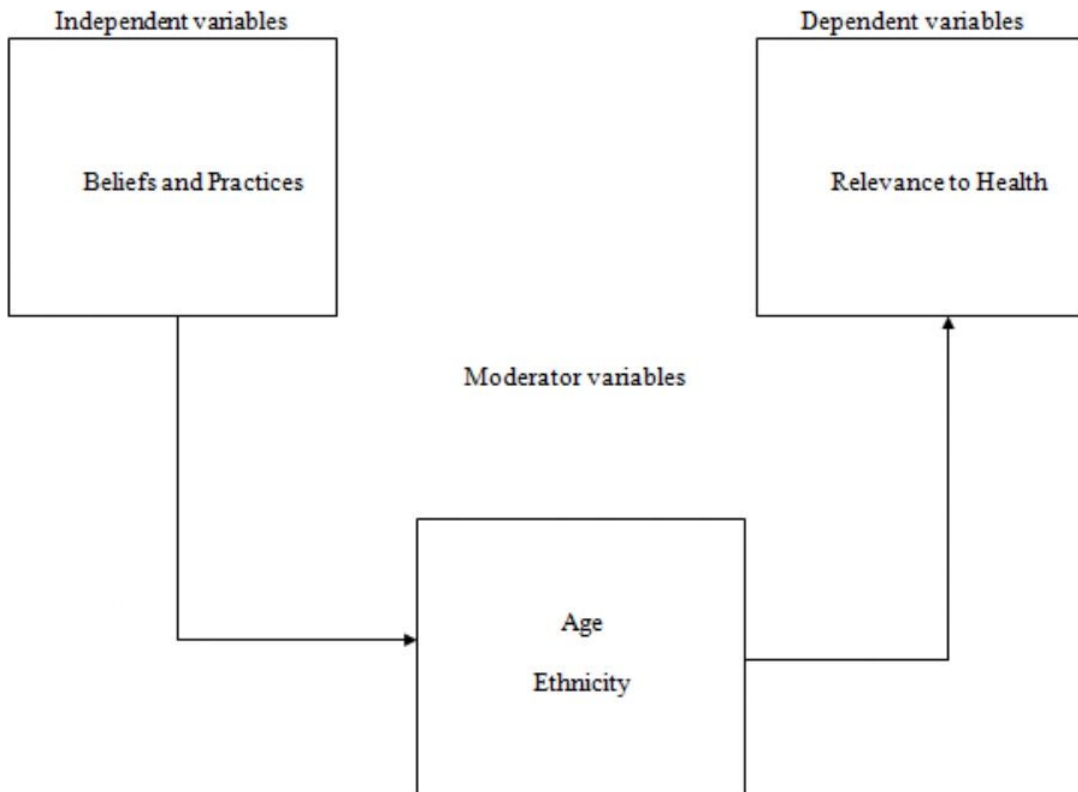 Independent variables
Dependent variables
Beliefs and Practices
Relevance to Health
Moderator variables
Age
Ethnicity